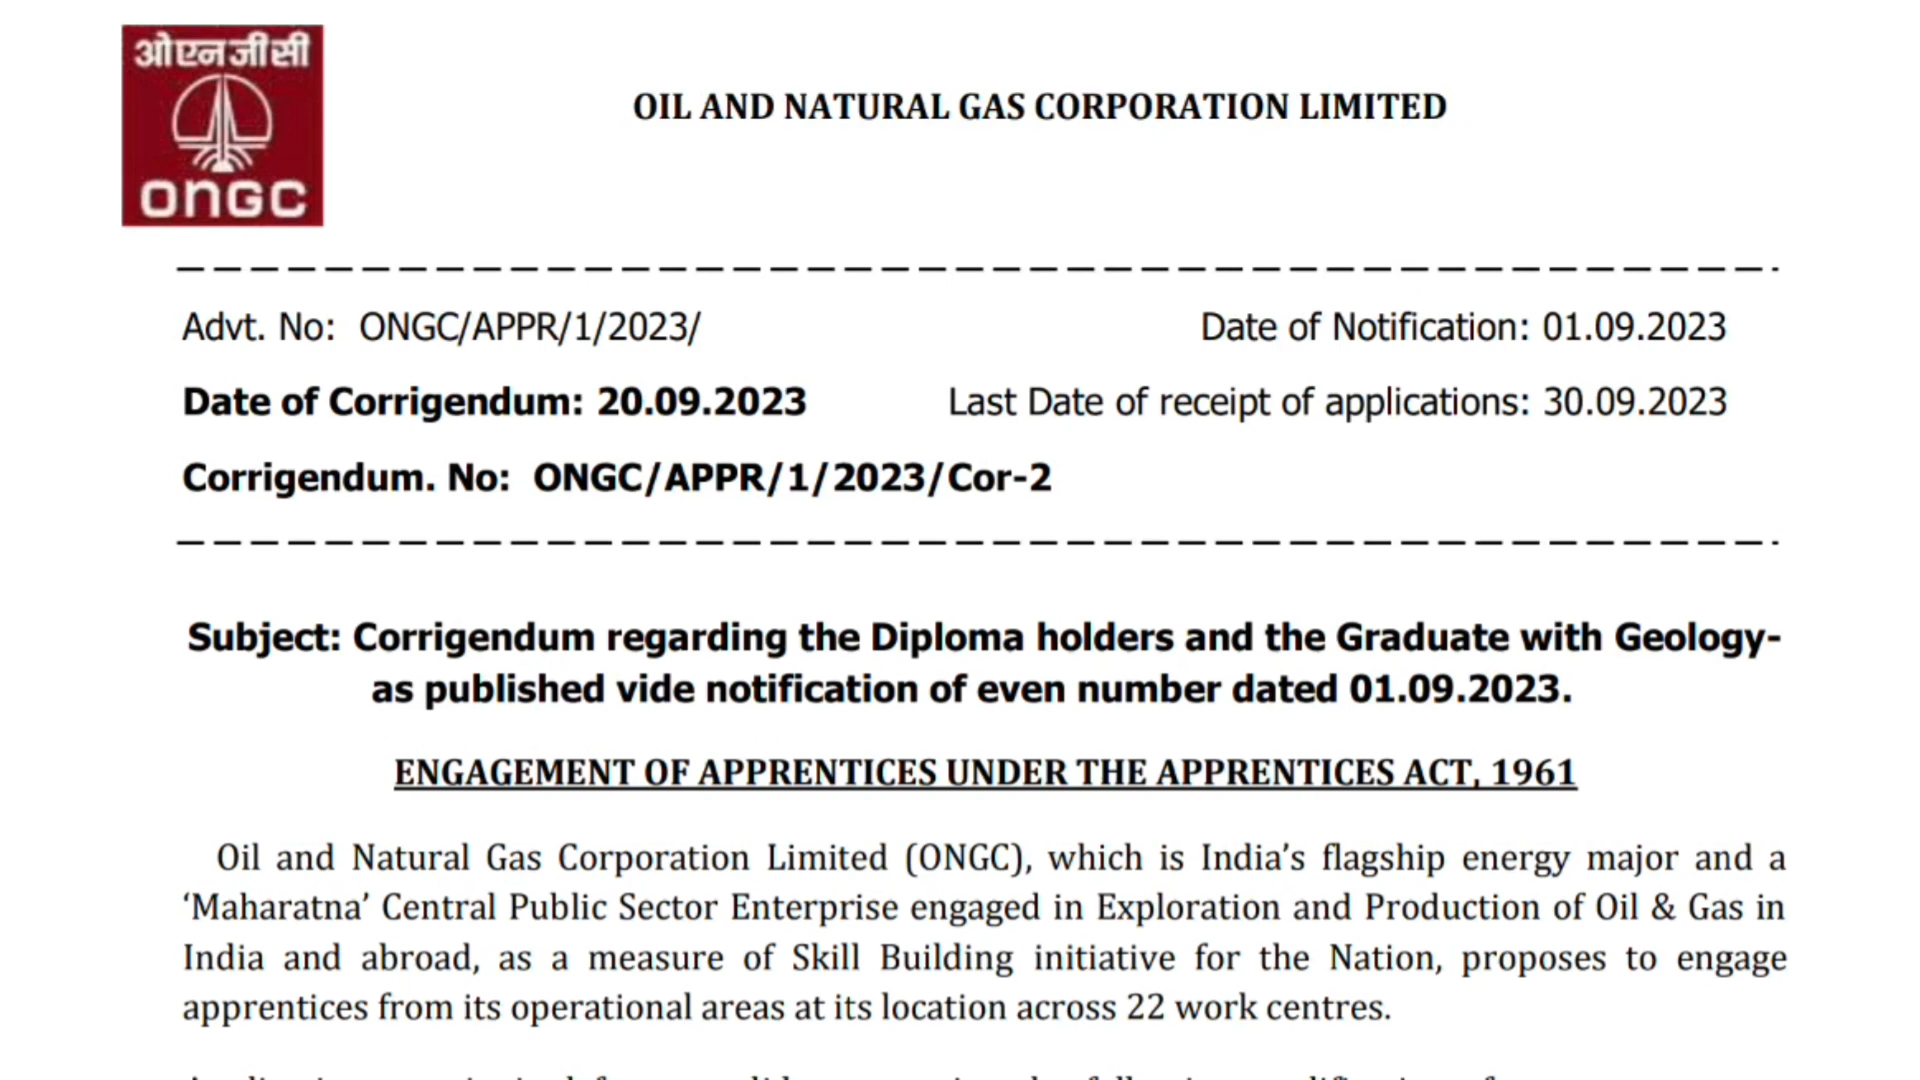 ओएनजीसी
ongc
OIL AND NATURAL GAS CORPORATION LIMITED
Advt. No: ONGC/APPR/1/2023/ Date of Notification: 01.09.2023
Date of Corrigendum: 20.09.2023 Last Date of receipt of applications: 30.09.2023
Corrigendum. No: ONGC/APPR/1/2023/Cor-2
Subject: Corrigendum regarding the Diploma holders and the Graduate with Geology-
as published vide notification of even number dated 01.09.2023.
ENGAGEMENT OF APPRENTICES UNDER THE APPRENTICES ACT, 1961
Oil and Natural Gas Corporation Limited (ONGC), which is India’s flagship energy major and a
‘Maharatna’ Central Public Sector Enterprise engaged in Exploration and Production of Oil & Gas in
India and abroad, as a measure of Skill Building initiative for the Nation, proposes to engage
apprentices from its operational areas at its location across 22 work centres.